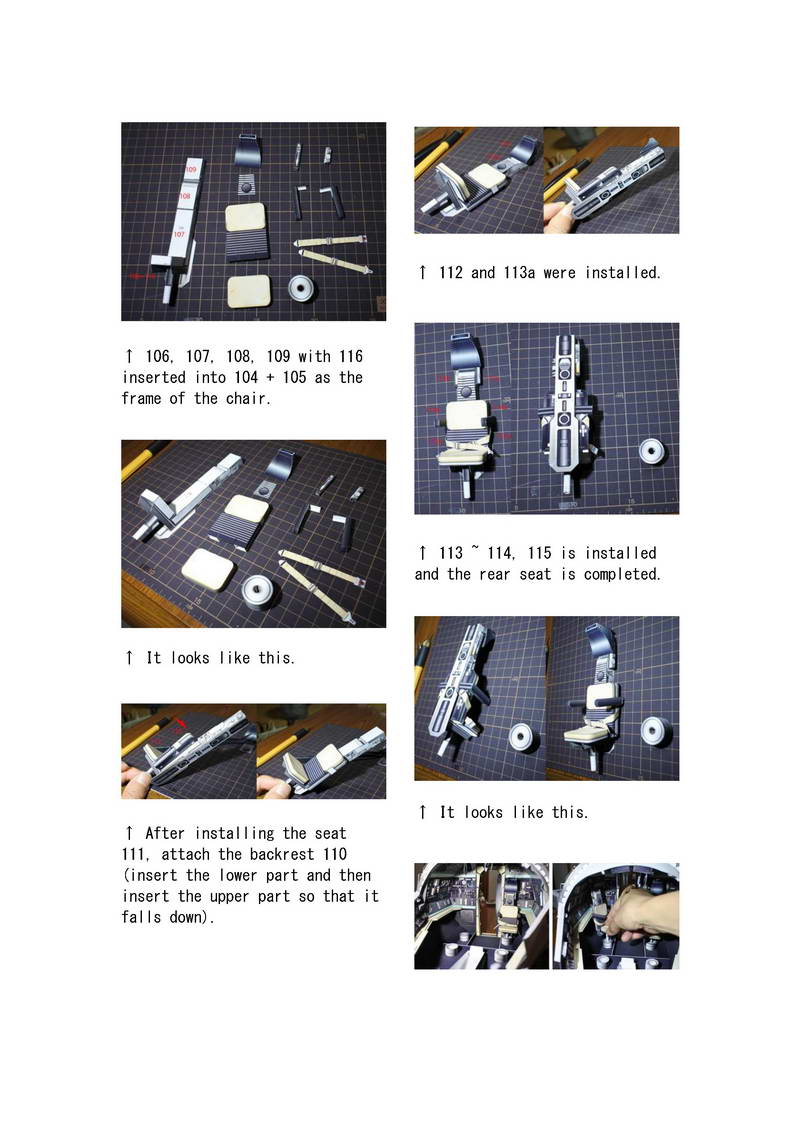 109
108
107
↑ 106, 107, 108, 109 with 116
inserted into 104 + 105 as the
frame of the chair.
↑ It looks like this.
↑ After installing the seat
111, attach the backrest 110
(insert the lower part and then
insert the upper part so that it
falls down).
↑ 112 and 113a were installed.
↑ 113 ~ 114, 115 is installed
and the rear seat is completed.
↑ It looks like this.